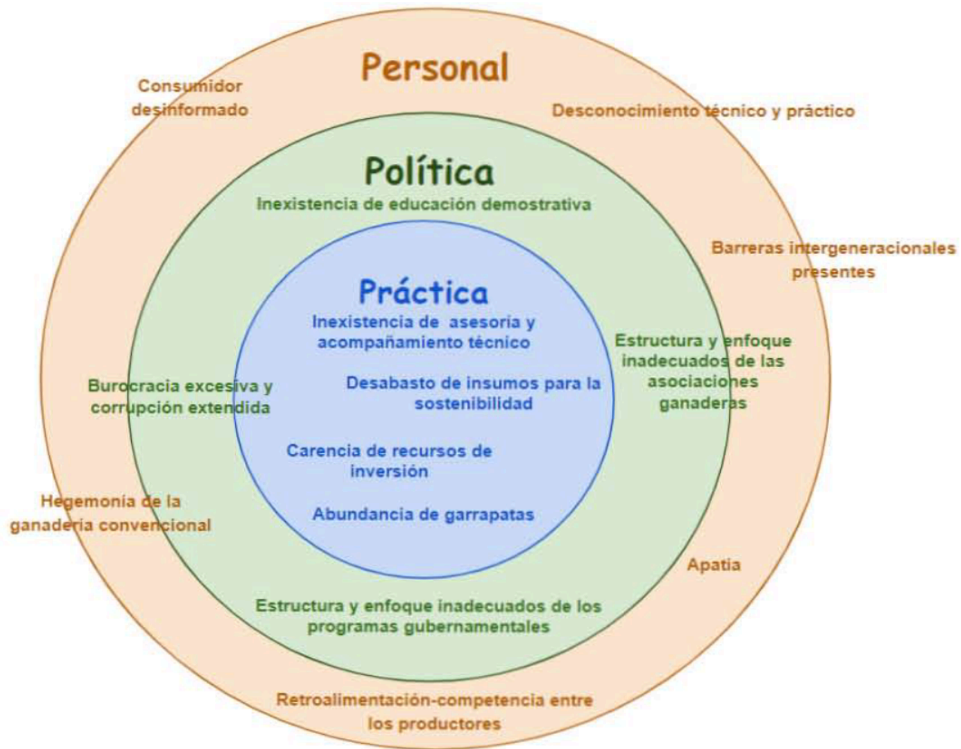 Personal
Consumidor
desinformado
Desconocimiento técnico y práctico
Política
Inexistencia de educación demostrativa
Barreras intergeneracionales
presentes
Práctica
Inexistencia de asesoría y
acompañamiento técnico
Estructura y enfoque
inadecuados de las
asociaciones
ganaderas
Burocracia excesiva y
corrupción extendida
Desabasto de insumos para la
sostenibilidad
Carencia de recursos de
inversión
Hegemonía de la
ganadería convencional
Abundancia de garrapatas
Apatía
Estructura y enfoque inadecuados de los
programas gubernamentales
Retroalimentación-competencia entre
los productores